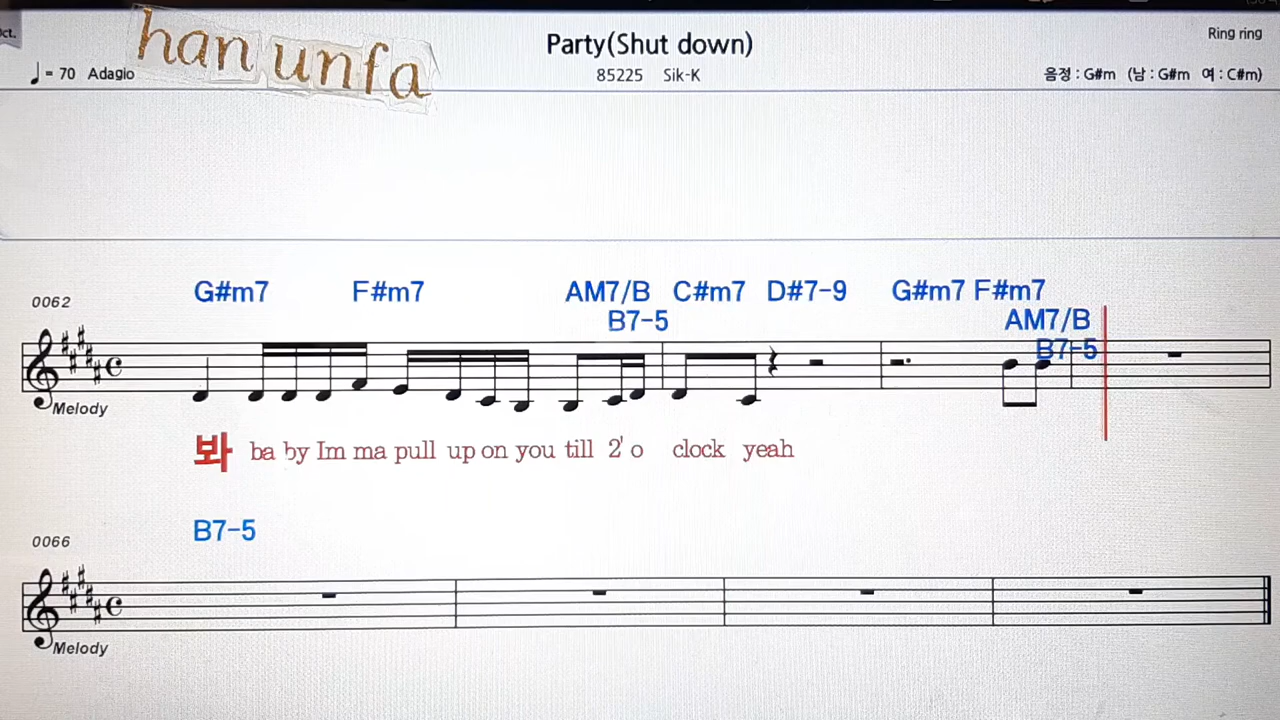 ct.
han unfa
Party(Shut down)
Ring ring
♩= 70 Adagio
85225 Sik-K
음정 : G#m (남 : G#m 여 : C#m)
0062
G#m7 F#m7 AM7/B C#m7 D#7-9 G#m7 F#m7
B7-5 AM7/B
B7-5
Melody
봐 ba by Im ma pull up on you till 2' o clock yeah
0066
B7-5
Melody